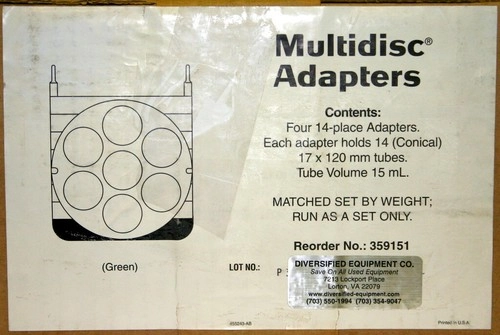 Multidisc®
Adapters
Contents:
Four 14-place Adapters.
Each adapter holds 14 (Conical)
17 x 120 mm tubes.
Tube Volume 15 mL.
MATCHED SET BY WEIGHT;
RUN AS A SET ONLY.
Reorder No.: 359151
(Green)
LOT NO.: P
DIVERSIFIED EQUIPMENT CO.
Save On All Used Equipment
7213 Lockport Place
Lorton, VA 22079
www.diversified-equipment.com
(703) 550-1994 (703) 354-9047
Printed in U.S.A.